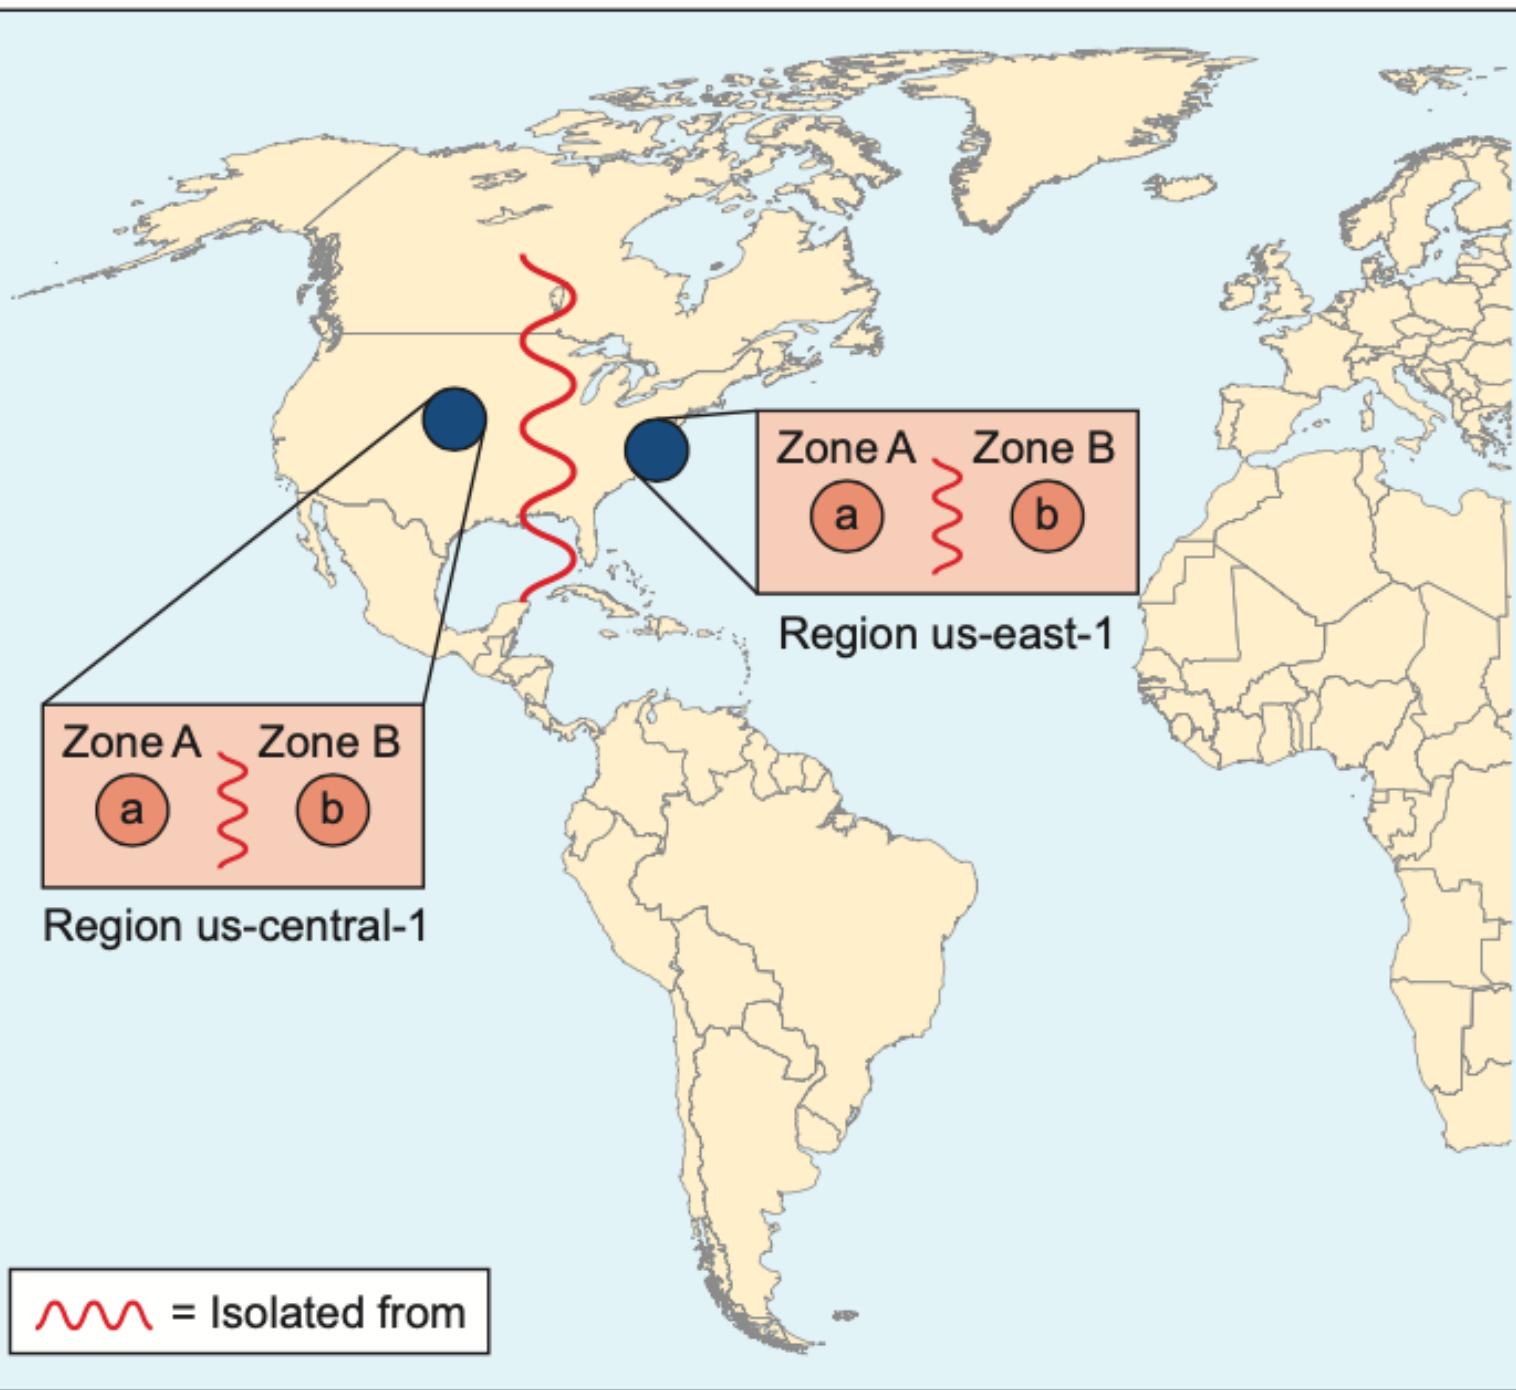 Zone A Zone B
a b
Region us-east-1
Zone A Zone B
a b
Region us-central-1
= Isolated from